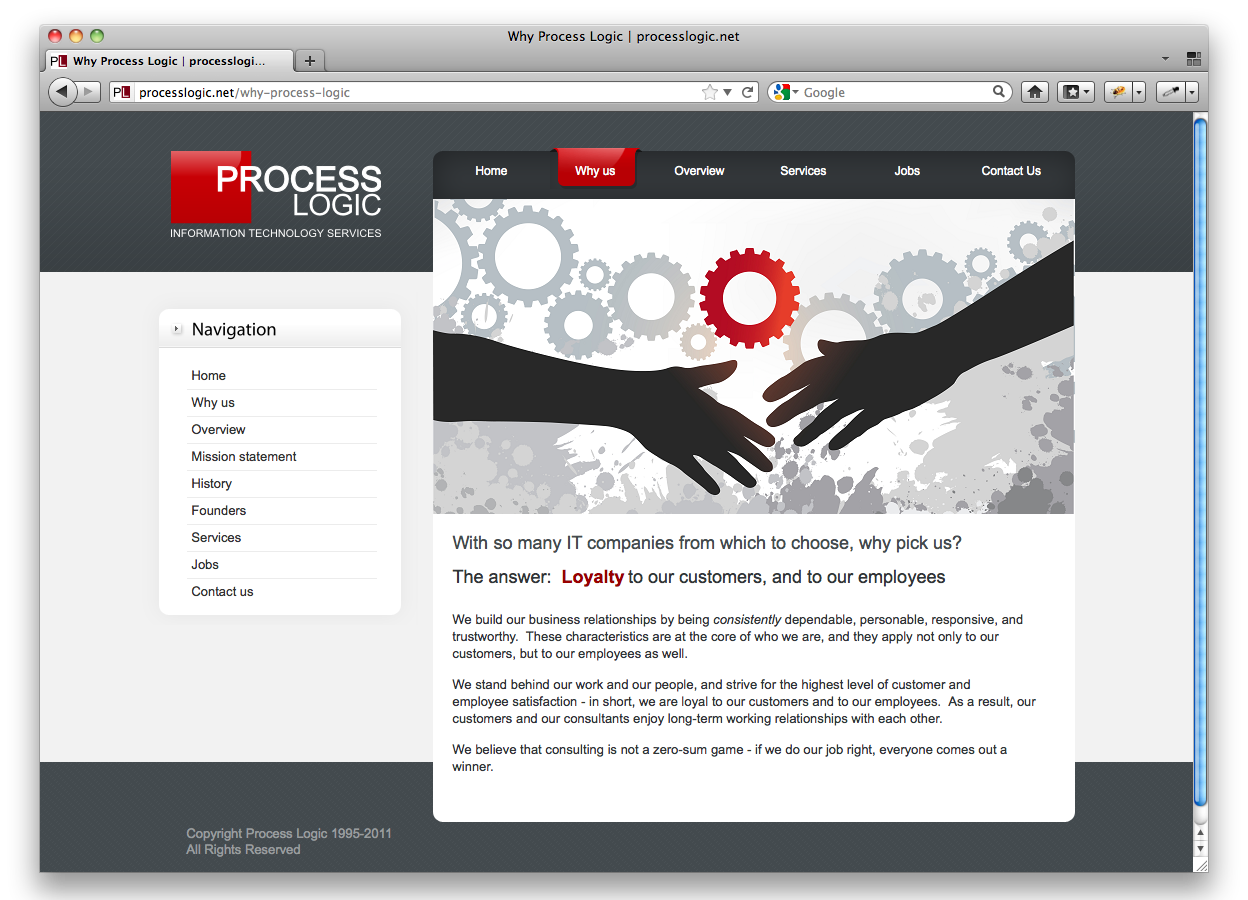 Why Process Logic | processlogic.net
PL Why Process Logic | processlogi...
PL processlogic.net/why-process-logic
Google
PROCESS
LOGIC
INFORMATION TECHNOLOGY SERVICES
Home Why us Overview Services Jobs Contact Us
Navigation
Home
Why us
Overview
Mission statement
History
Founders
Services
Jobs
Contact us
With so many IT companies from which to choose, why pick us?
The answer: Loyalty to our customers, and to our employees
We build our business relationships by being consistently dependable, personable, responsive, and
trustworthy. These characteristics are at the core of who we are, and they apply not only to our
customers, but to our employees as well.
We stand behind our work and our people, and strive for the highest level of customer and
employee satisfaction - in short, we are loyal to our customers and to our employees. As a result, our
customers and our consultants enjoy long-term working relationships with each other.
We believe that consulting is not a zero-sum game - if we do our job right, everyone comes out a
winner.
Copyright Process Logic 1995-2011
All Rights Reserved